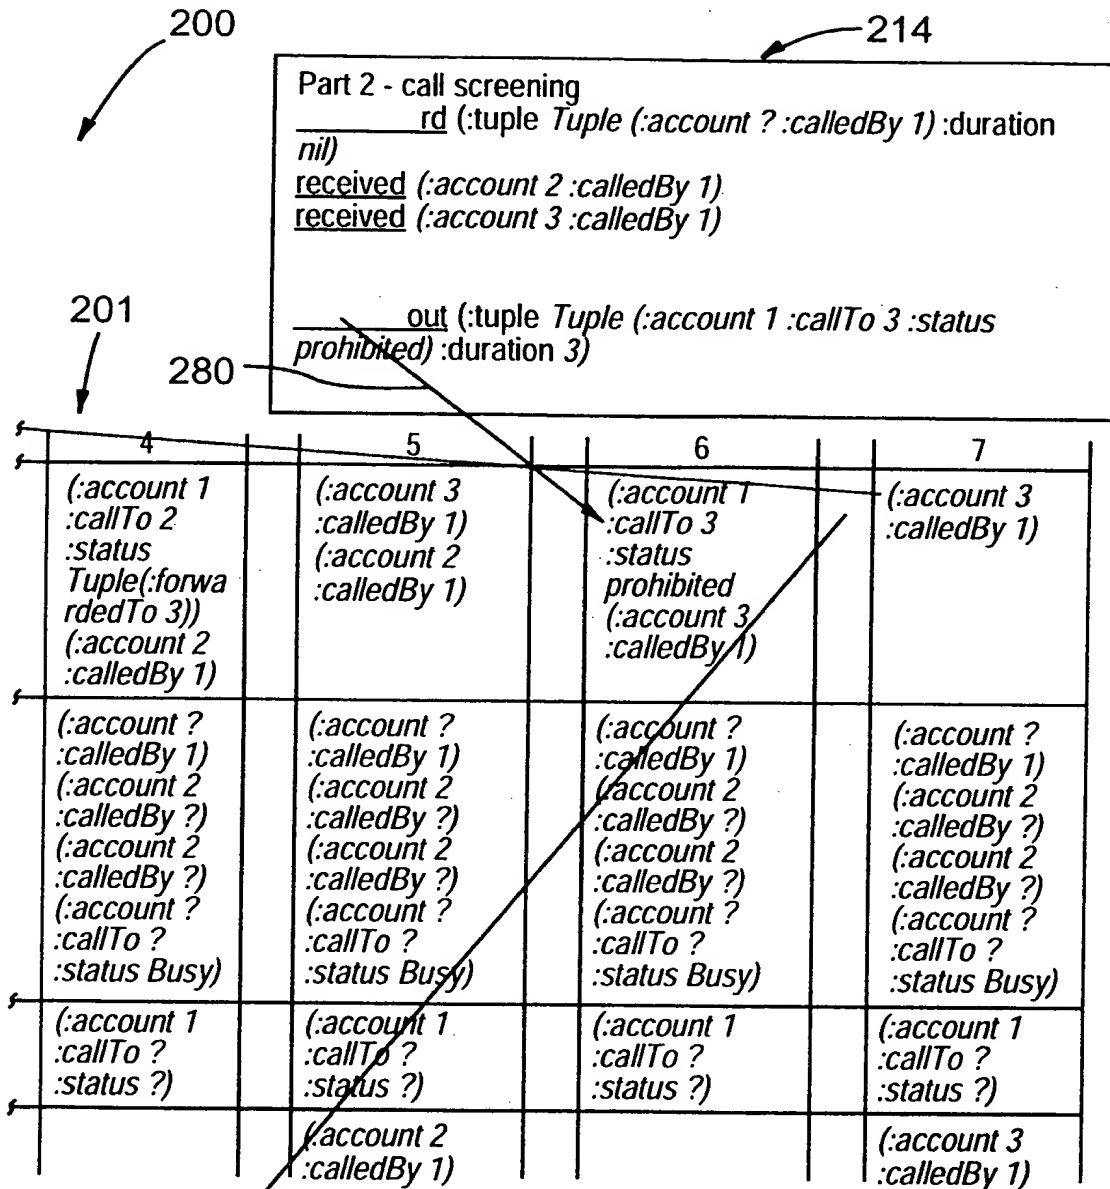 200
214
Part 2 - call screening
rd (:tuple Tuple (:account ? :calledBy 1) :duration
nil)
received (:account 2 :calledBy 1)
received (:account 3 :calledBy 1)
out (:tuple Tuple (:account 1 :callTo 3 :status
prohibited) :duration 3)
201
280
4
5
6
7
(:account 1
:callTo 2
:status
Tuple(:forwa
rdedTo 3))
(:account 2
:calledBy 1)
(:account 3
:calledBy 1)
(:account 2
:calledBy 1)
(:account 1
:callTo 3
:status
prohibited
(:account 3
:calledBy 1)
(:account 3
:calledBy 1)
(:account ?
:calledBy 1)
(:account 2
:calledBy ?)
(:account 2
:calledBy ?)
(:account ?
:callTo ?
:status Busy)
(:account ?
:calledBy 1)
(:account 2
:calledBy ?)
(:account 2
:calledBy ?)
(:account ?
:callTo ?
:status Busy)
(:account ?
:calledBy 1)
(:account 2
:calledBy ?)
(:account 2
:calledBy ?)
(:account ?
:callTo ?
:status Busy)
(:account ?
:calledBy 1)
(:account 2
:calledBy ?)
(:account 2
:calledBy ?)
(:account ?
:callTo ?
:status Busy)
(:account 1
:callTo ?
:status ?)
(:account 1
:callTo ?
:status ?)
(:account 1
:callTo ?
:status ?)
(:account 1
:callTo ?
:status ?)
(:account 2
:calledBy 1)
(:account 3
:calledBy 1)